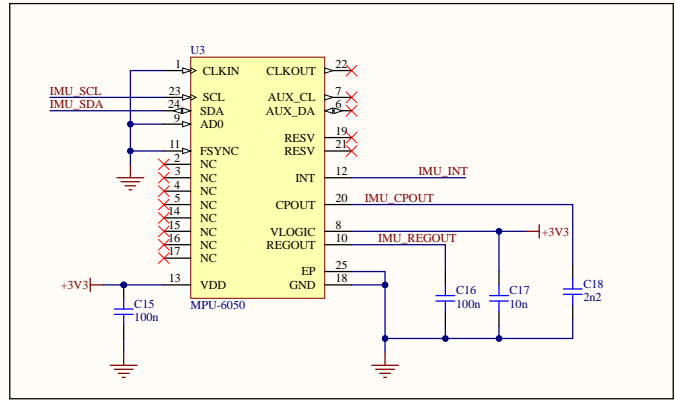 U3
1 CLKIN CLKOUT 22
IMU_SCL 23 SCL AUX_CL 7
IMU_SDA 24 SDA AUX_DA 6
9 AD0
RESV 19
11 FSYNC RESV 21
2 NC
3 NC INT 12 IMU_INT
4 NC
5 NC CPOUT 20 IMU_CPOUT
14 NC
15 NC VLOGIC 8 +3V3
16 NC REGOUT 10 IMU_REGOUT
17 NC
EP 25
+3V3 13 VDD GND 18
C15
100n
MPU-6050
C16
100n
C17
10n
C18
2n2